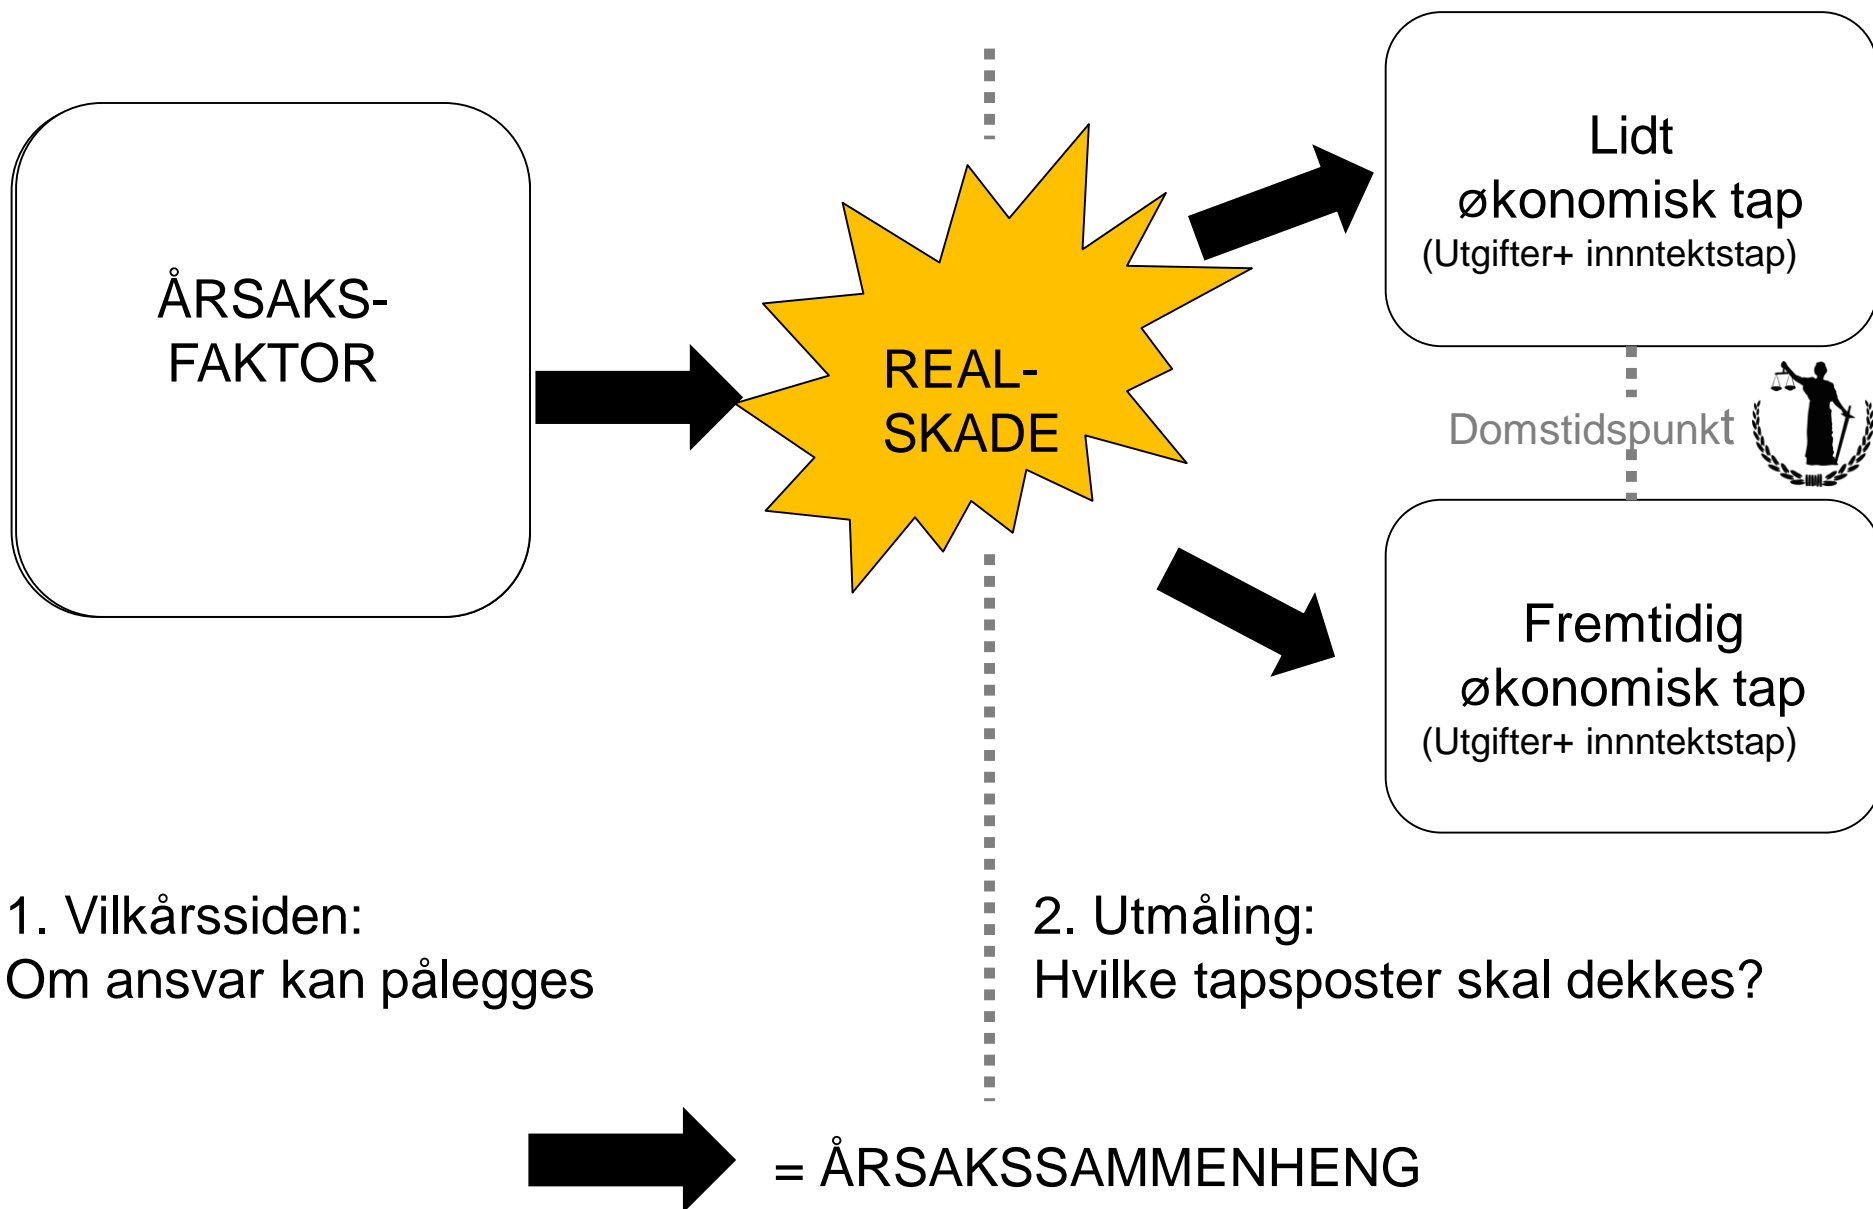 ÅRSAKS-
FAKTOR
REAL-
SKADE
Lidt
økonomisk tap
(Utgifter+ innntektstap)
Domstidspunkt
Fremtidig
økonomisk tap
(Utgifter+ innntektstap)
1. Vilkårssiden:
Om ansvar kan pålegges
2. Utmåling:
Hvilke tapsposter skal dekkes?
= ÅRSAKSSAMMENHENG